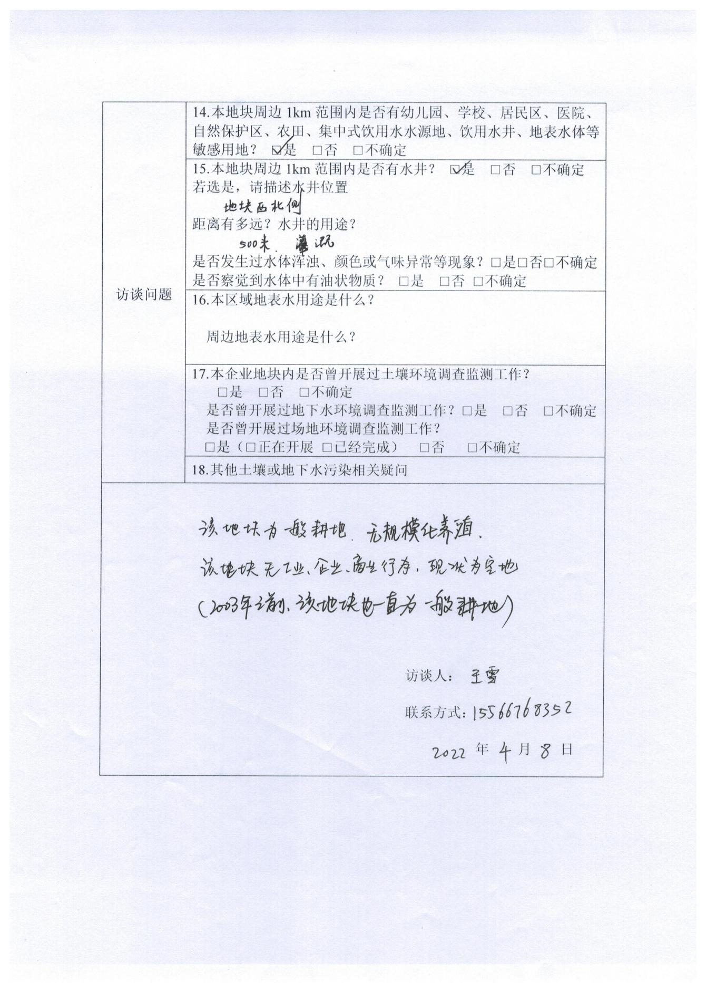 访谈问题
14.本地块周边 1km 范围内是否有幼儿园、学校、居民区、医院、
自然保护区、农田、集中式饮用水水源地、饮用水井、地表水体等
敏感用地？ ☑是 □否 □不确定
15.本地块周边 1km 范围内是否有水井？ ☑是 □否 □不确定
若选是，请描述水井位置
地块西北侧
距离有多远？水井的用途？
500米. 灌溉
是否发生过水体浑浊、颜色或气味异常等现象？□是□否□不确定
是否察觉到水体中有油状物质？ □是 □否 □不确定
16.本区域地表水用途是什么？
周边地表水用途是什么？
17.本企业地块内是否曾开展过土壤环境调查监测工作？
□是 □否 □不确定
是否曾开展过地下水环境调查监测工作？□是 □否 □不确定
是否曾开展过场地环境调查监测工作？
□是（□正在开展 □已经完成） □否 □不确定
18.其他土壤或地下水污染相关疑问
该地块为一般耕地. 无规模化养殖.
该地块无工业、企业、商业行为, 现状为空地
(2003年之前, 该地块也一直为一般耕地)
访谈人： 王雪
联系方式：15566768352
2022 年 4 月 8 日